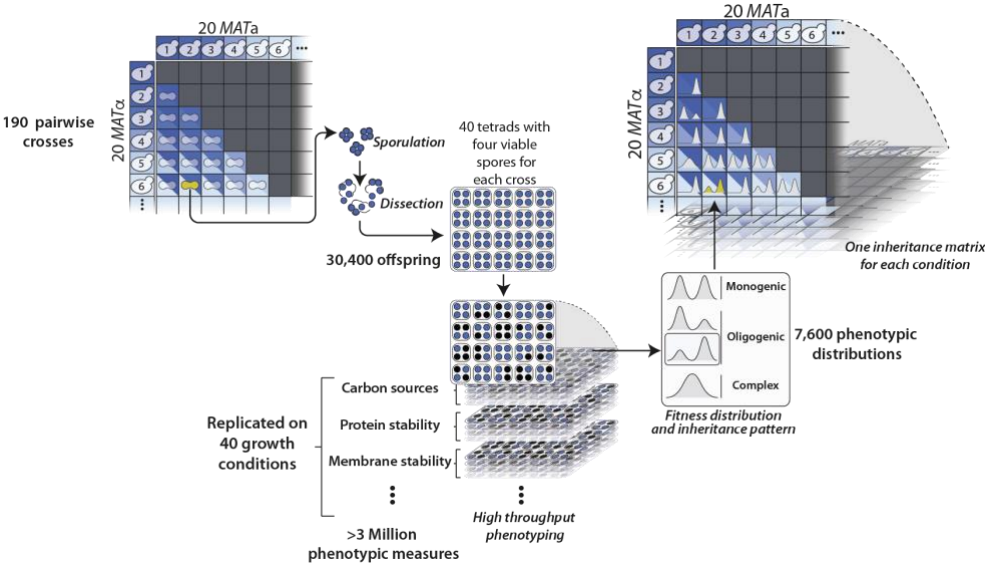 20 MATa
1 2 3 4 5 6 ...
20 MATα
1
2
3
4
5
6
⋮
190 pairwise
crosses
Sporulation
Dissection
40 tetrads with
four viable
spores for
each cross
30,400 offspring
Replicated on
40 growth
conditions
Carbon sources
Protein stability
Membrane stability
⋮
>3 Million
phenotypic measures
⋮
High throughput
phenotyping
Monogenic
Oligogenic
Complex
Fitness distribution
and inheritance pattern
7,600 phenotypic
distributions
20 MATa
1 2 3 4 5 6 ...
20 MATα
1
2
3
4
5
6
⋮
One inheritance matrix
for each condition